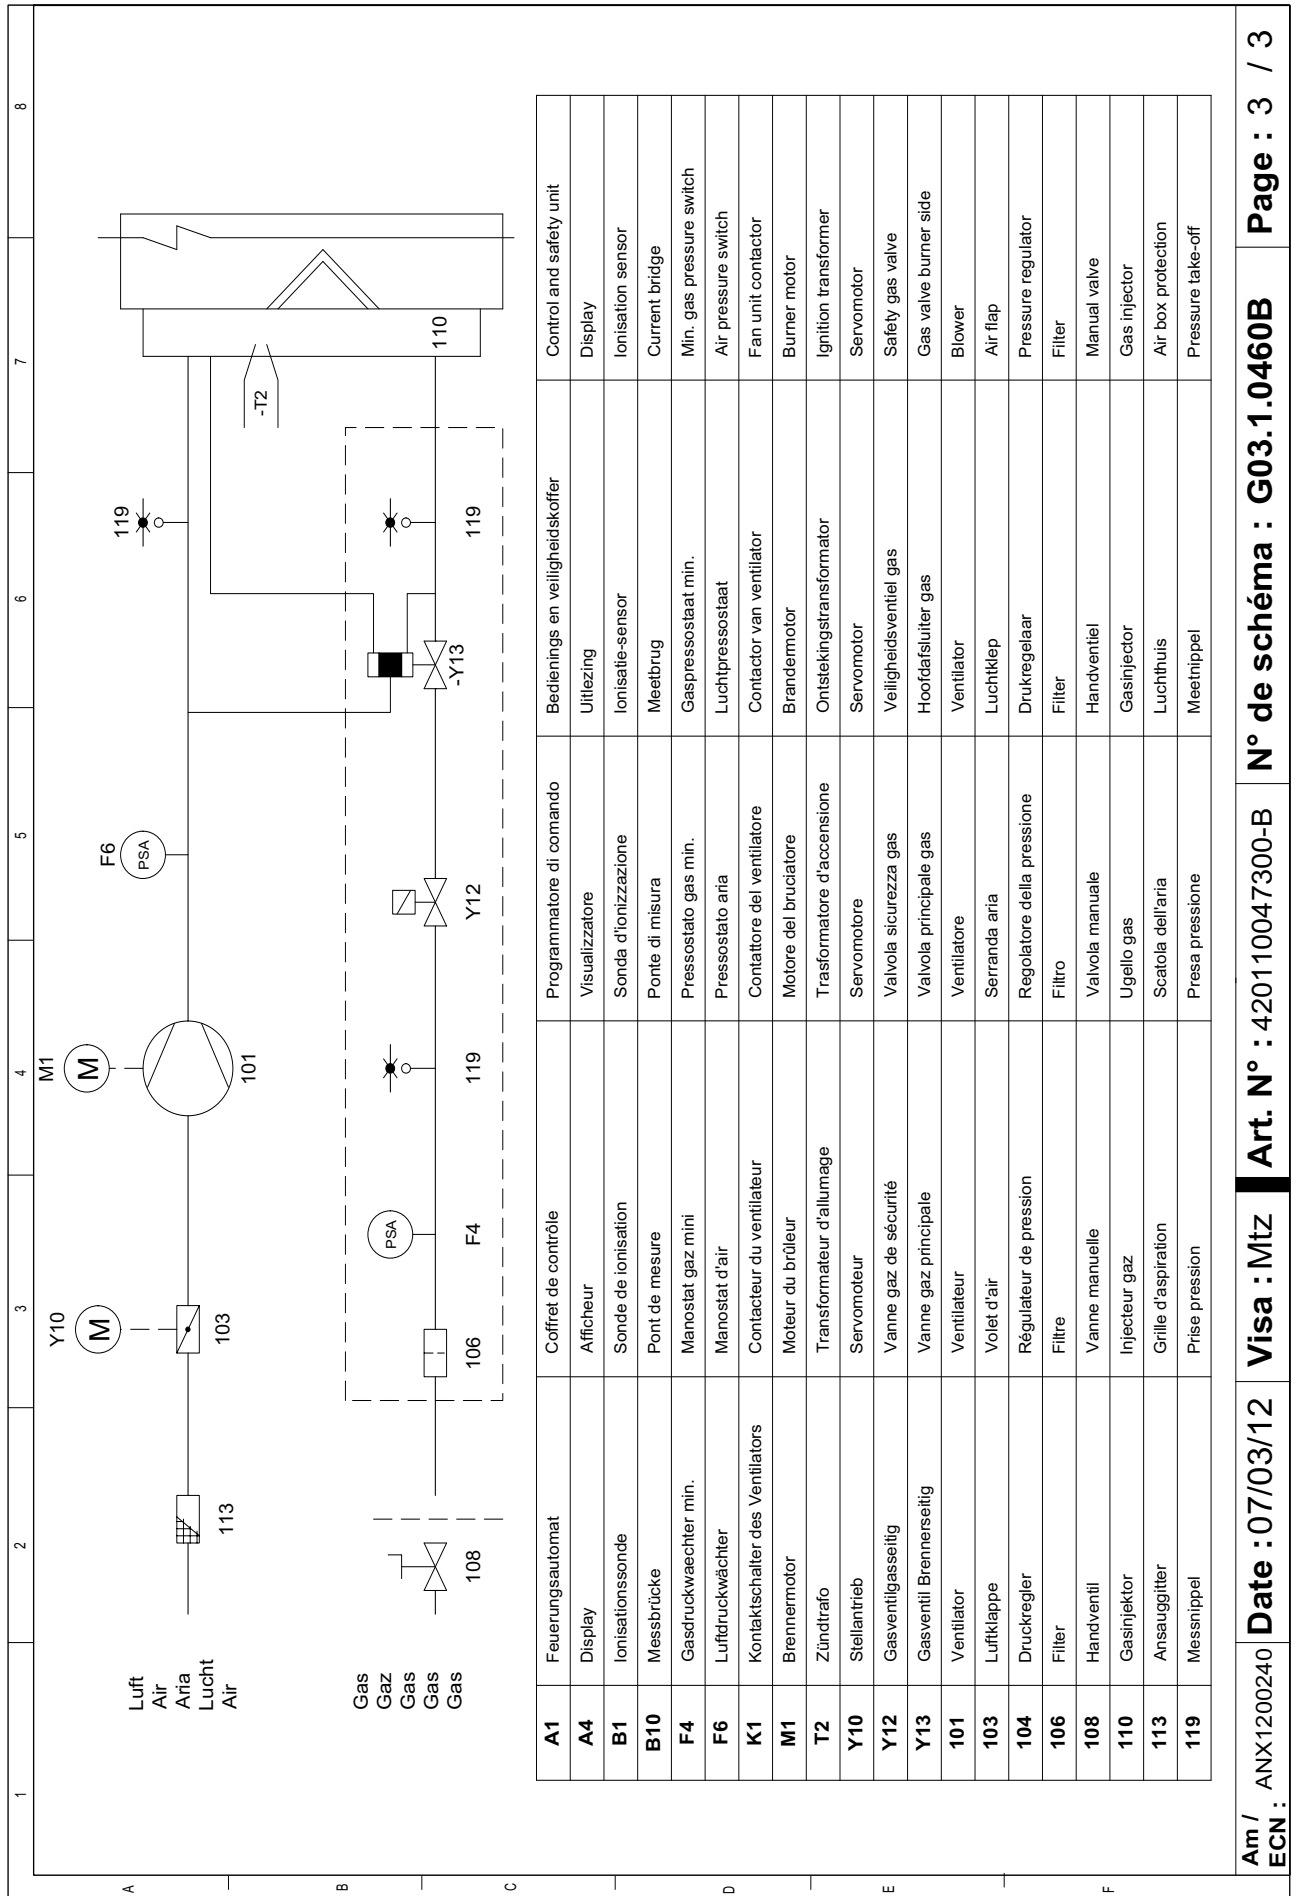 1 2 3 4 5 6 7 8
A
B
C
D
E
F
Luft
Air
Aria
Lucht
Air
Gas
Gaz
Gas
Gas
Gas
113
Y10
M
103
M1
M
101
F6
PSA
119
-T2
110
108
106
PSA
F4
119
Y12
-Y13
119
A1 Feuerungsautomat Coffret de contrôle Programmatore di comando Bedienings en veiligheidskoffer Control and safety unit
A4 Display Afficheur Visualizzatore Uitlezing Display
B1 Ionisationssonde Sonde de ionisation Sonda d'ionizzazione Ionisatie-sensor Ionisation sensor
B10 Messbrücke Pont de mesure Ponte di misura Meetbrug Current bridge
F4 Gasdruckwaechter min. Manostat gaz mini Pressostato gas min. Gaspressostaat min. Min. gas pressure switch
F6 Luftdruckwächter Manostat d'air Pressostato aria Luchtpressostaat Air pressure switch
K1 Kontaktschalter des Ventilators Contacteur du ventilateur Contattore del ventilatore Contactor van ventilator Fan unit contactor
M1 Brennermotor Moteur du brûleur Motore del bruciatore Brandermotor Burner motor
T2 Zündtrafo Transformateur d'allumage Trasformatore d'accensione Ontstekingstransformator Ignition transformer
Y10 Stellantrieb Servomoteur Servomotore Servomotor Servomotor
Y12 Gasventilgasseitig Vanne gaz de sécurité Valvola sicurezza gas Veiligheidsventiel gas Safety gas valve
Y13 Gasventil Brennerseitig Vanne gaz principale Valvola principale gas Hoofdafsluiter gas Gas valve burner side
101 Ventilator Ventilateur Ventilatore Ventilator Blower
103 Luftklappe Volet d'air Serranda aria Luchtklep Air flap
104 Druckregler Régulateur de pression Regolatore della pressione Drukregelaar Pressure regulator
106 Filter Filtre Filtro Filter Filter
108 Handventil Vanne manuelle Valvola manuale Handventiel Manual valve
110 Gasinjektor Injecteur gaz Ugello gas Gasinjector Gas injector
113 Ansauggitter Grille d'aspiration Scatola dell'aria Luchthuis Air box protection
119 Messnippel Prise pression Presa pressione Meetnippel Pressure take-off
Am / ECN : ANX1200240 Date : 07/03/12 Visa : Mtz Art. N° : 420110047300-B N° de schéma : G03.1.0460B Page : 3 / 3